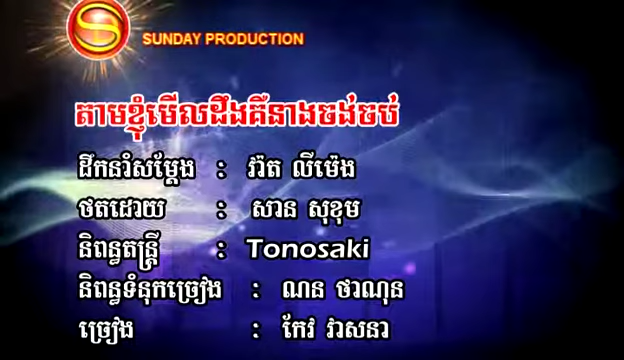 SUNDAY PRODUCTION
តាមខ្ញុំមើលដឹងគឺនាងចង់ចប់
ដឹកនាំសម្ដែង : វ៉ាត លីម៉េង
ថតដោយ : សាន សុខុម
និពន្ធតន្ត្រី : Tonosaki
និពន្ធទំនុកច្រៀង : ណន ថាណុន
ច្រៀង : កែវ វាសនា